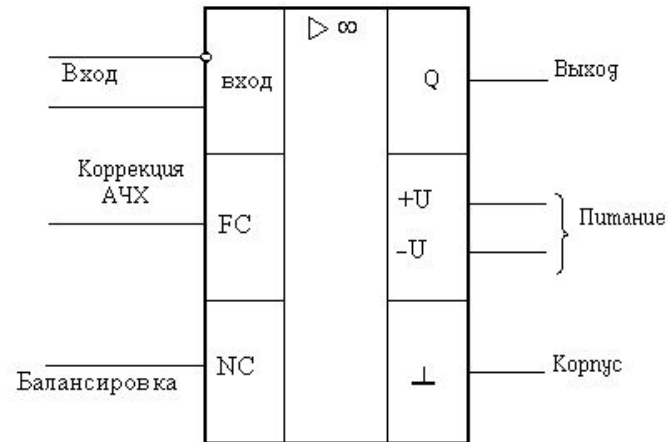 ▷ ∞
Вход
вход
Q
Выход
Коррекция
АЧХ
FC
+U
-U
Питание
Балансировка
NC
⊥
Корпус